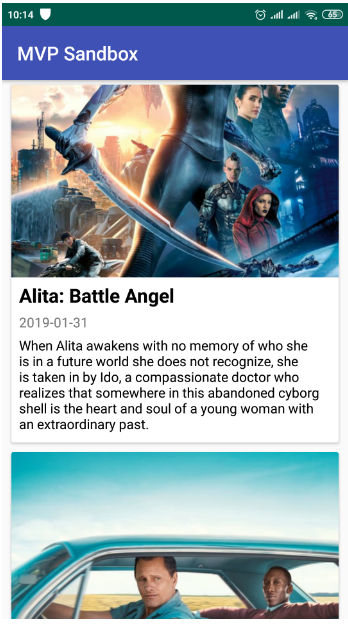 10:14
65
MVP Sandbox
Alita: Battle Angel
2019-01-31
When Alita awakens with no memory of who she
is in a future world she does not recognize, she
is taken in by Ido, a compassionate doctor who
realizes that somewhere in this abandoned cyborg
shell is the heart and soul of a young woman with
an extraordinary past.